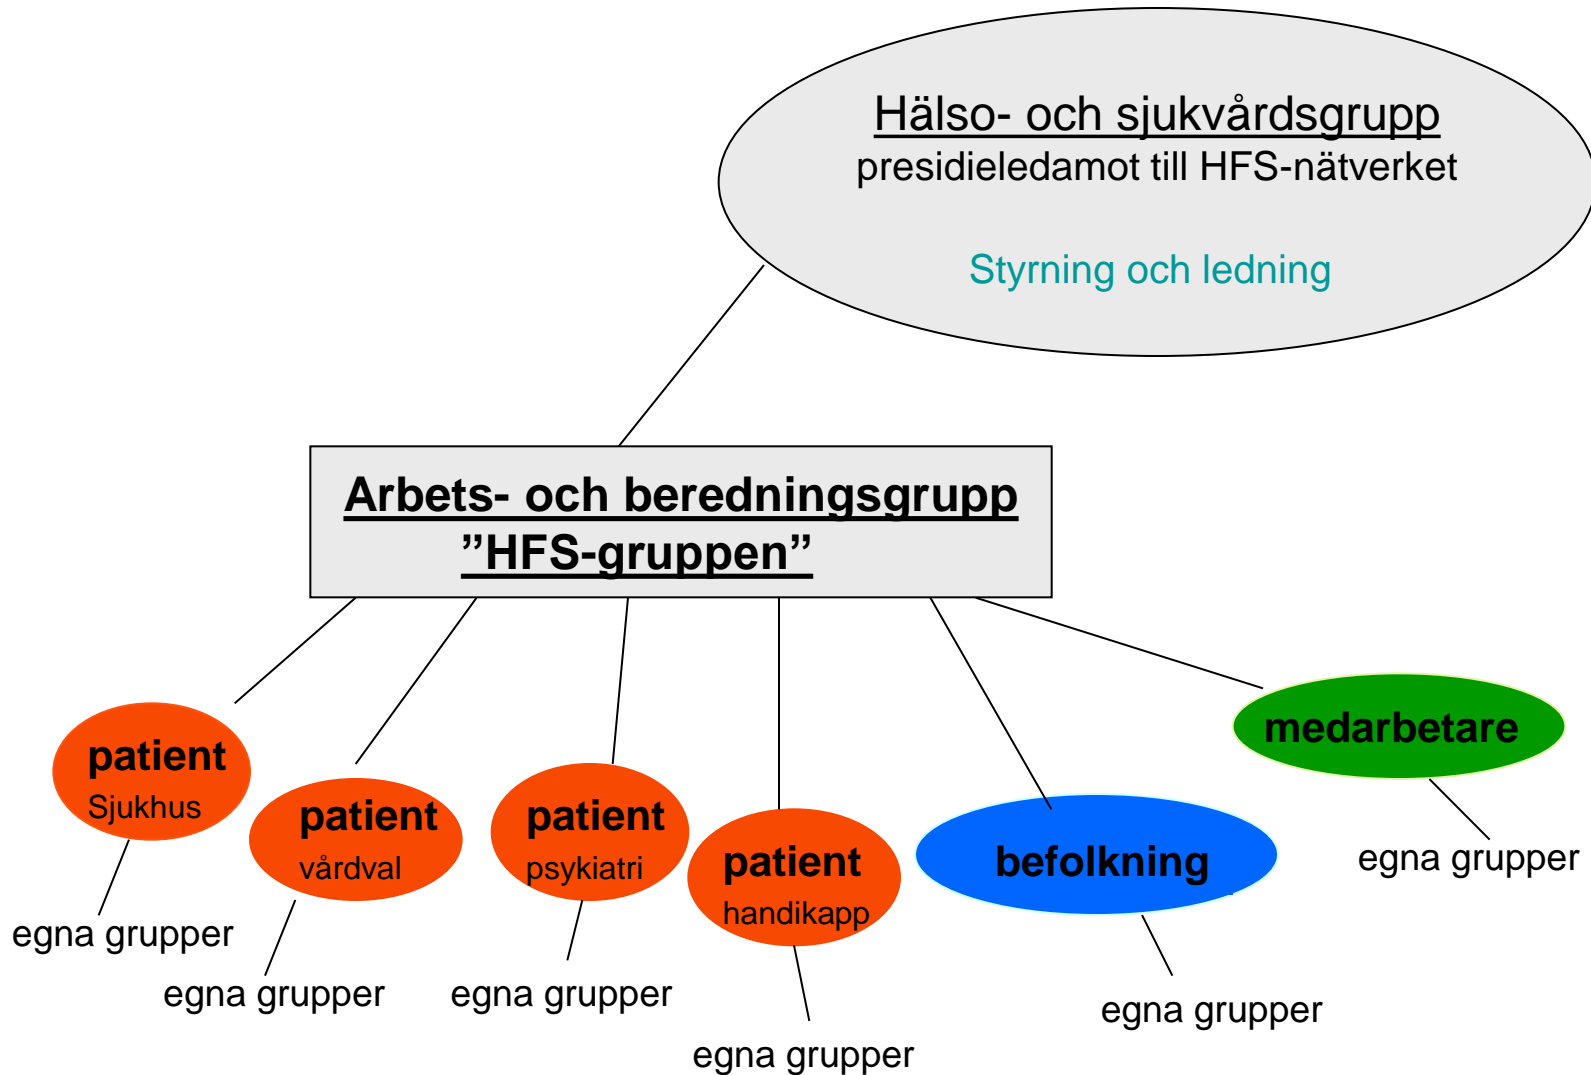 Hälso- och sjukvårdsgrupp
presidieledamot till HFS-nätverket
Styrning och ledning
Arbets- och beredningsgrupp
”HFS-gruppen”
patient
Sjukhus
egna grupper
patient
vårdval
egna grupper
patient
psykiatri
egna grupper
patient
handikapp
egna grupper
befolkning
egna grupper
medarbetare
egna grupper